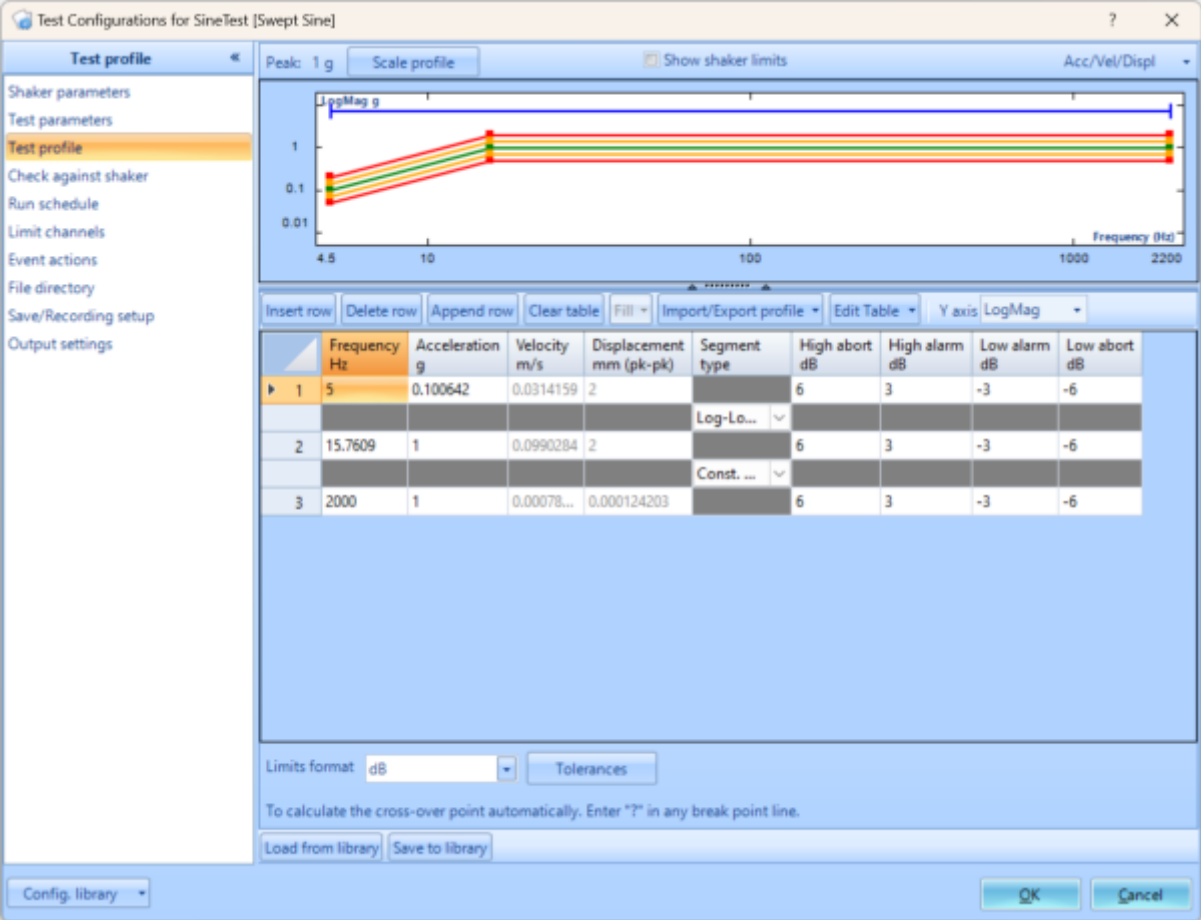 Test Configurations for SineTest [Swept Sine]
?
Test profile «
Shaker parameters
Test parameters
Test profile
Check against shaker
Run schedule
Limit channels
Event actions
File directory
Save/Recording setup
Output settings
Peak: 1 g Scale profile Show shaker limits Acc/Vel/Displ
LogMag g
1
0.1
0.01
Frequency (Hz)
4.5 10 100 1000 2200
Insert row Delete row Append row Clear table Fill Import/Export profile Edit Table Y axis LogMag
Frequency Acceleration Velocity Displacement Segment High abort High alarm Low alarm Low abort
Hz g m/s mm (pk-pk) type dB dB dB dB
1 5 0.100642 0.0314159 2 6 3 -3 -6
Log-Lo...
2 15.7609 1 0.0990284 2 6 3 -3 -6
Const. ...
3 2000 1 0.00078... 0.000124203 6 3 -3 -6
Limits format dB Tolerances
To calculate the cross-over point automatically. Enter "?" in any break point line.
Load from library Save to library
Config. library OK Cancel